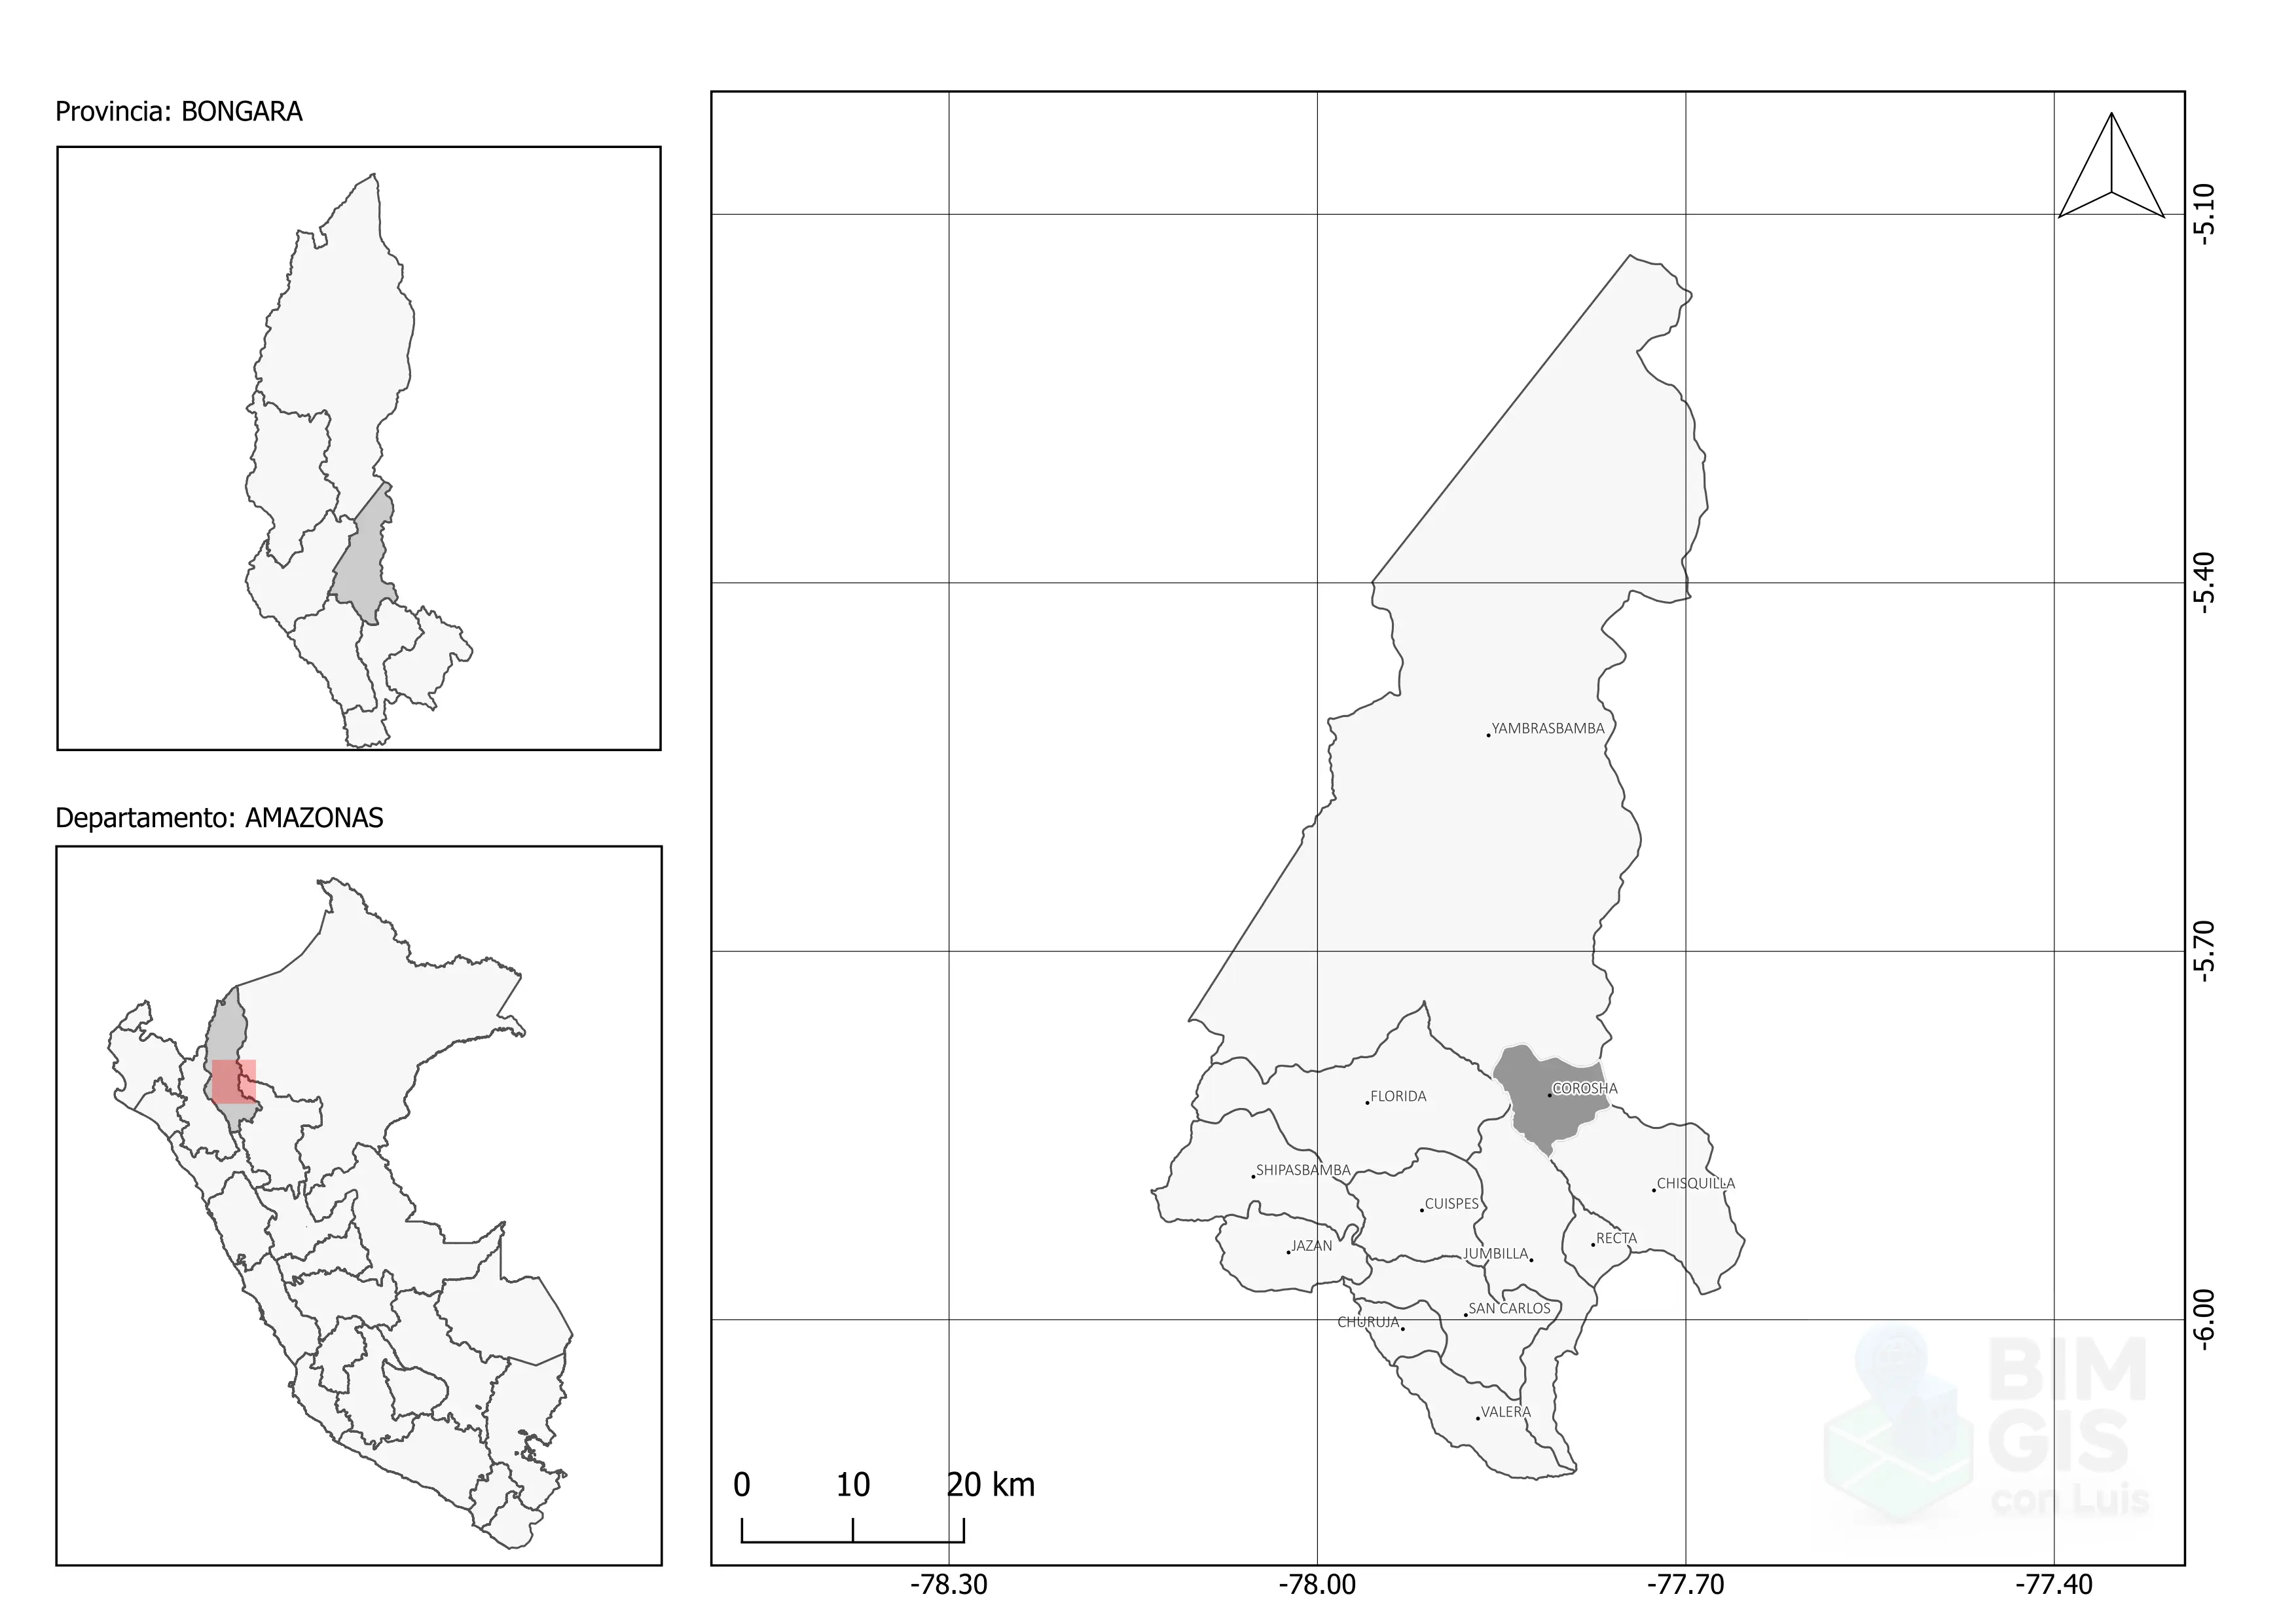 Provincia: BONGARA
Departamento: AMAZONAS
-5.10
-5.40
-5.70
-6.00
YAMBRASBAMBA
COROSHA
FLORIDA
SHIPASBAMBA
CHISQUILLA
CUISPES
RECTA
JAZAN
JUMBILLA
SAN CARLOS
CHURUJA
VALERA
BIM
GIS
con Luis
0 10 20 km
-78.30 -78.00 -77.70 -77.40